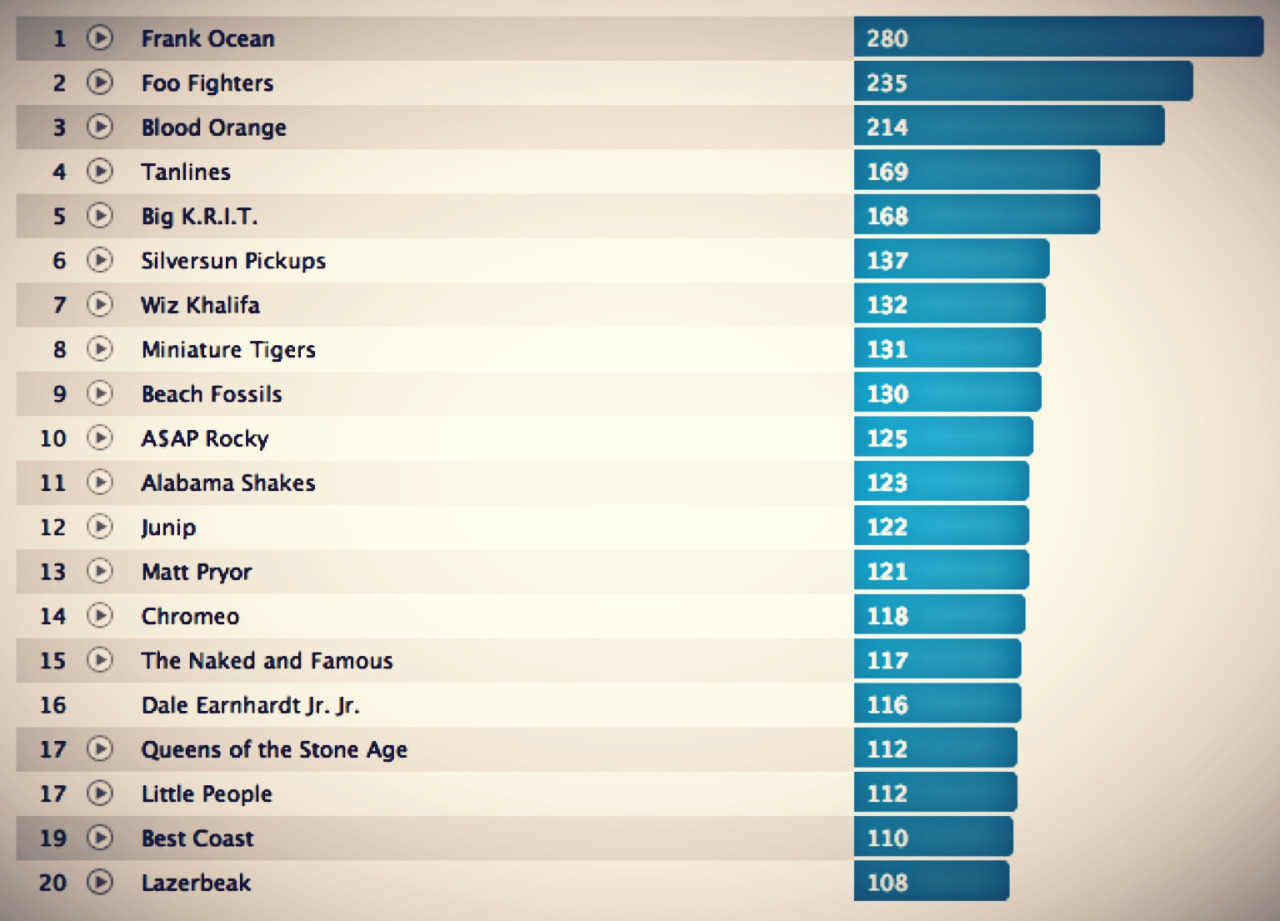 1 Frank Ocean 280
2 Foo Fighters 235
3 Blood Orange 214
4 Tanlines 169
5 Big K.R.I.T. 168
6 Silversun Pickups 137
7 Wiz Khalifa 132
8 Miniature Tigers 131
9 Beach Fossils 130
10 A$AP Rocky 125
11 Alabama Shakes 123
12 Junip 122
13 Matt Pryor 121
14 Chromeo 118
15 The Naked and Famous 117
16 Dale Earnhardt Jr. Jr. 116
17 Queens of the Stone Age 112
17 Little People 112
19 Best Coast 110
20 Lazerbeak 108